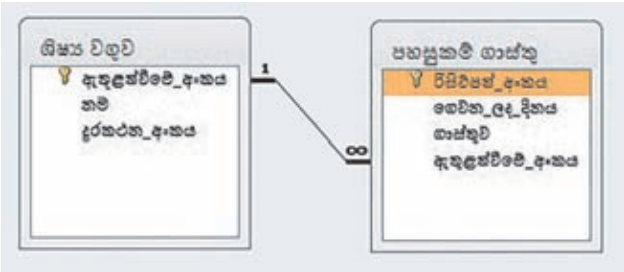 ශිෂ්‍ය වගුව
ඇතුළත්වීමේ_අංකය
නම
දුරකථන_අංකය
1
∞
පහසුකම් ගාස්තු
රිසිට්පත්_අංකය
ගෙවන_ලද_දිනය
ගාස්තුව
ඇතුළත්වීමේ_අංකය